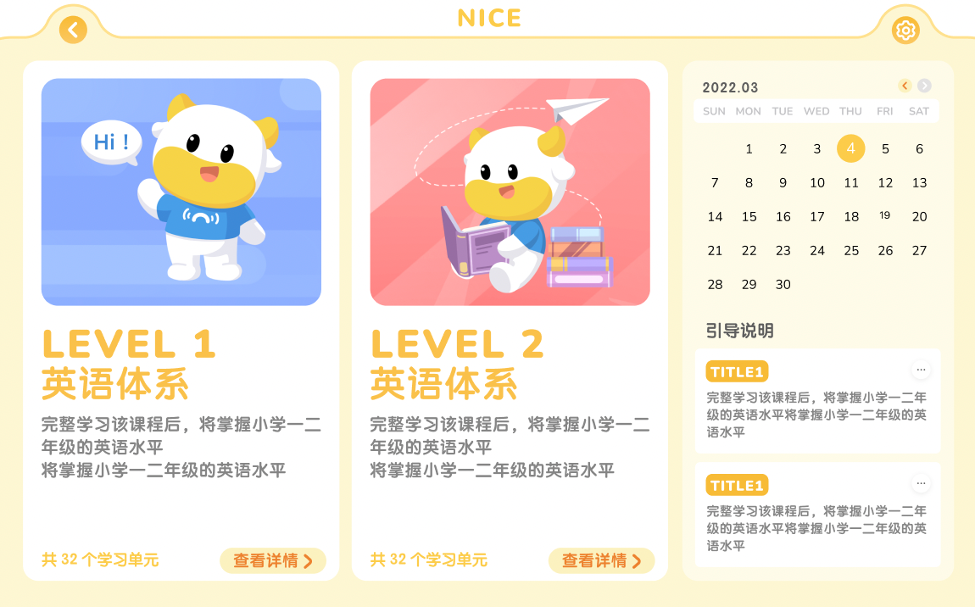 NICE
Hi !
LEVEL 1
英语体系
完整学习该课程后，将掌握小学一二
年级的英语水平
将掌握小学一二年级的英语水平
共 32 个学习单元
查看详情
LEVEL 2
英语体系
完整学习该课程后，将掌握小学一二
年级的英语水平
将掌握小学一二年级的英语水平
共 32 个学习单元
查看详情
2022.03
SUN MON TUE WED THU FRI SAT
1 2 3 4 5 6
7 8 9 10 11 12 13
14 15 16 17 18 19 20
21 22 23 24 25 26 27
28 29 30
引导说明
TITLE1
完整学习该课程后，将掌握小学一二年
级的英语水平将掌握小学一二年级的英
语水平
TITLE1
完整学习该课程后，将掌握小学一二年
级的英语水平将掌握小学一二年级的英
语水平